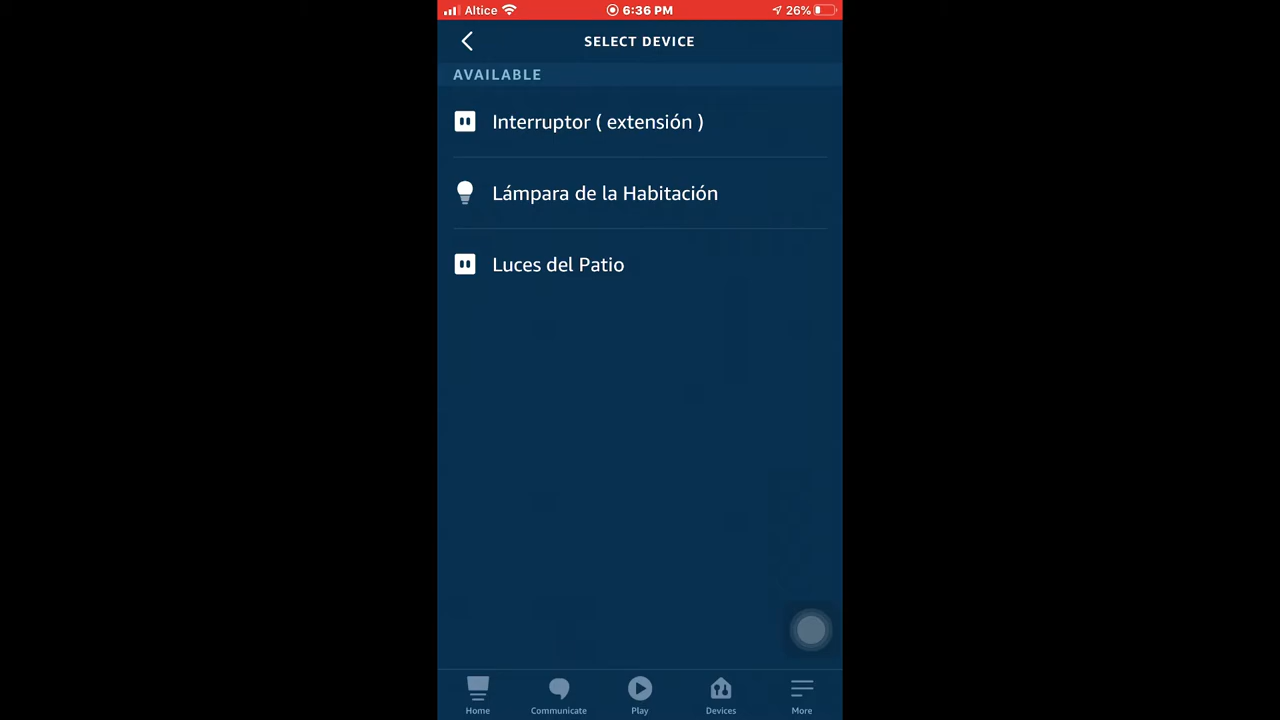 Altice 6:36 PM 26%
SELECT DEVICE
AVAILABLE
Interruptor ( extensión )
Lámpara de la Habitación
Luces del Patio
Home Communicate Play Devices More